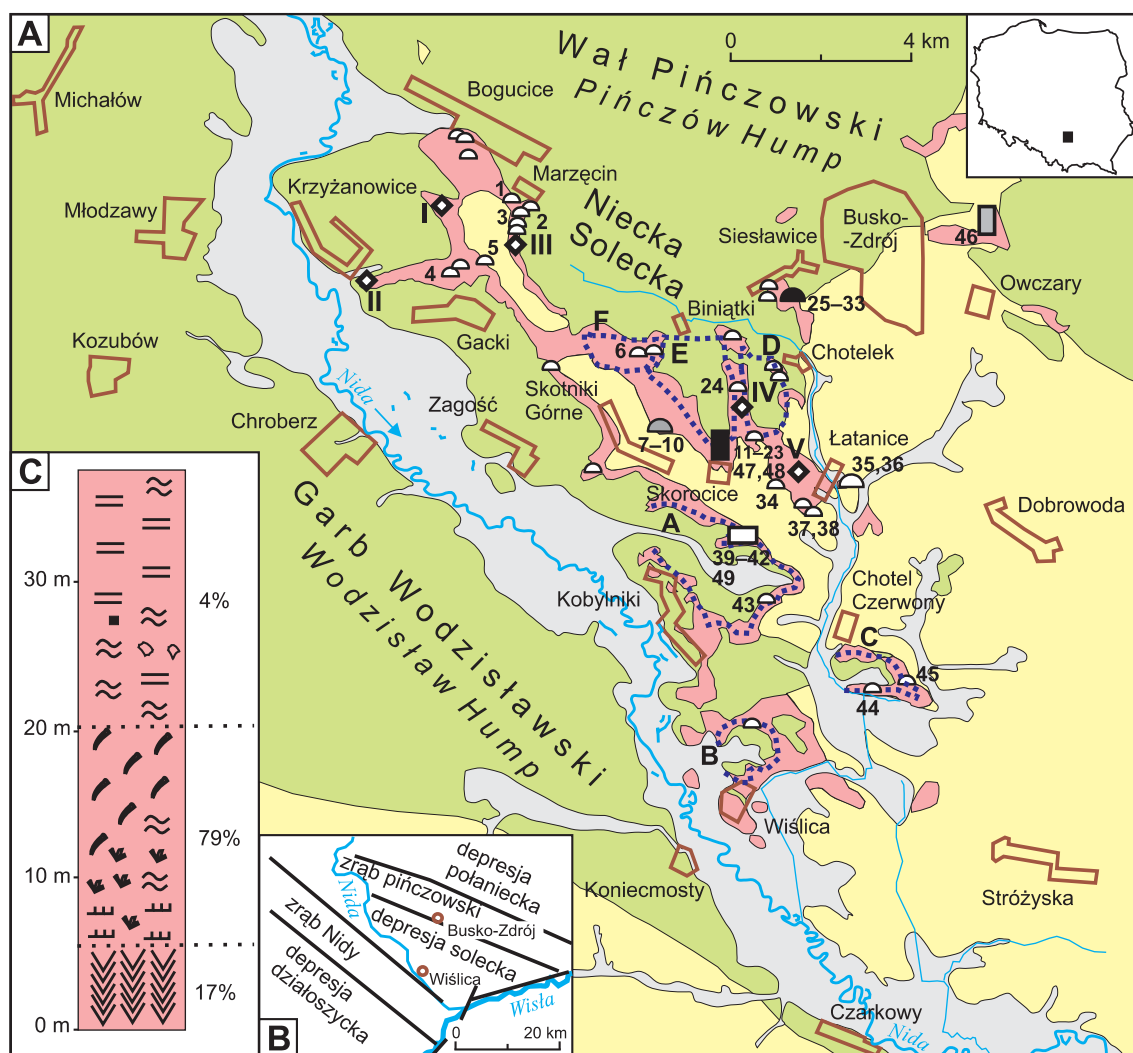 A
0
4 km
Wał Pińczowski
Pińczów Hump
Michałów
Bogucice
Marzęcin
Krzyżanowice
1
2
3
I
III
5
4
II
Młodzawy
Niecka
Solecka
Siesławice
Busko-
-Zdrój
46
Owczary
25–33
Biniątki
Gacki
Kozubów
F
6
E
D
Chotelek
24
IV
Skotniki
Górne
Nida
Zagość
Chroberz
7–10
11–23
47,48
V
Łatanice
35,36
34
37,38
Skorocice
Dobrowoda
A
39–42
49
Kobylniki
43
Chotel
Czerwony
C
45
44
Garb Wodzisławski
Wodzisław Hump
B
Wiślica
Koniecmosty
Stróżyska
Czarkowy
Nida
C
30 m
20 m
10 m
0 m
4%
79%
17%
depresja
połaniecka
zrąb pińczowski
Nida
Busko-Zdrój
zrąb Nidy
depresja solecka
Wiślica
depresja
działoszycka
Wisła
B
0
20 km